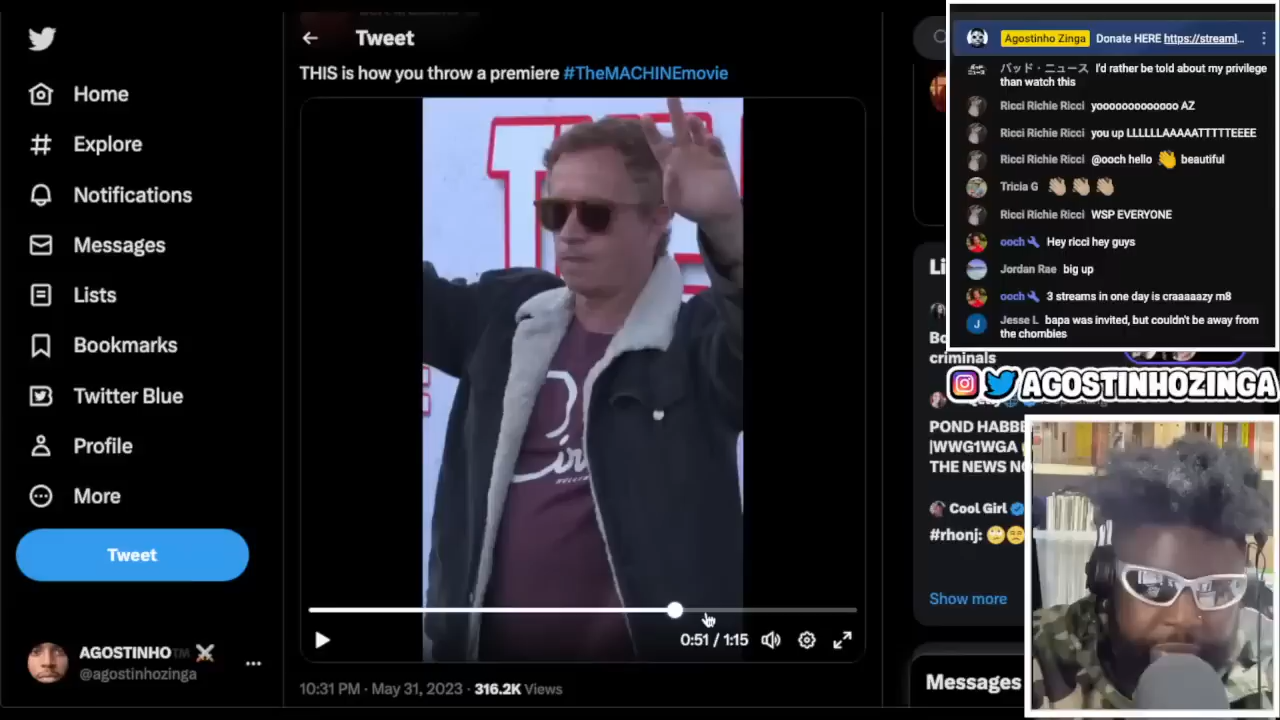 Home
Explore
Notifications
Messages
Lists
Bookmarks
Twitter Blue
Profile
More
Tweet
AGOSTINHO™
@agostinhozinga
Tweet
THIS is how you throw a premiere #TheMACHINEmovie
0:51 / 1:15
10:31 PM · May 31, 2023 · 316.2K Views
Li
Bo
criminals
POND HABBE
|WWG1WGA
THE NEWS NO
Cool Girl
#rhonj: 🙄😒
Show more
Messages
Agostinho Zinga Donate HERE https://streaml...
バッド・ニュース I'd rather be told about my privilege
than watch this
Ricci Richie Ricci yooooooooooooo AZ
Ricci Richie Ricci you up LLLLLLAAAAATTTTTEEEE
Ricci Richie Ricci @ooch hello 👏 beautiful
Tricia G 👏🏼👏🏼👏🏼
Ricci Richie Ricci WSP EVERYONE
ooch Hey ricci hey guys
Jordan Rae big up
ooch 3 streams in one day is craaaaazy m8
J Jesse L bapa was invited, but couldn't be away from
the chombies
AGOSTINHOZINGA